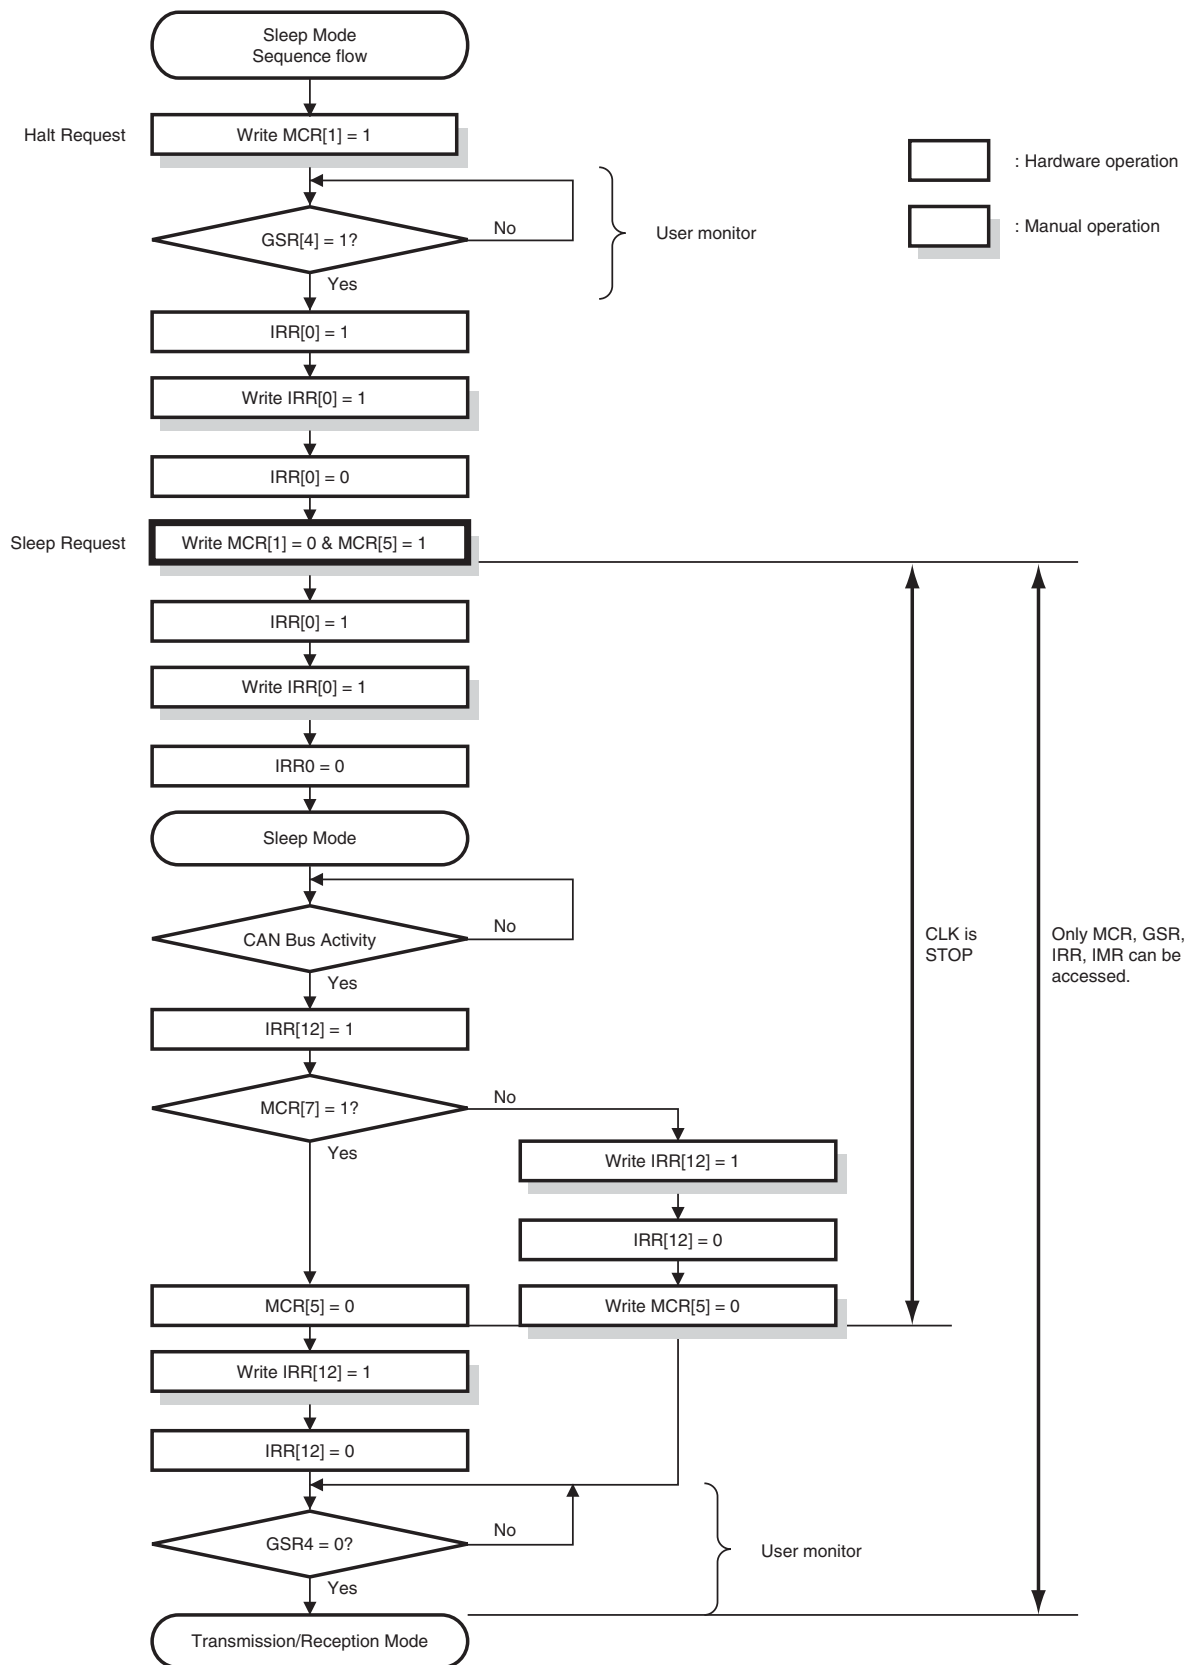 Sleep Mode
Sequence flow
Halt Request
Write MCR[1] = 1
: Hardware operation
: Manual operation
GSR[4] = 1?
No
User monitor
Yes
IRR[0] = 1
Write IRR[0] = 1
IRR[0] = 0
Sleep Request
Write MCR[1] = 0 & MCR[5] = 1
IRR[0] = 1
Write IRR[0] = 1
IRR0 = 0
Sleep Mode
CAN Bus Activity
No
Yes
CLK is
STOP
Only MCR, GSR,
IRR, IMR can be
accessed.
IRR[12] = 1
MCR[7] = 1?
No
Yes
Write IRR[12] = 1
IRR[12] = 0
MCR[5] = 0
Write MCR[5] = 0
Write IRR[12] = 1
IRR[12] = 0
GSR4 = 0?
No
User monitor
Yes
Transmission/Reception Mode